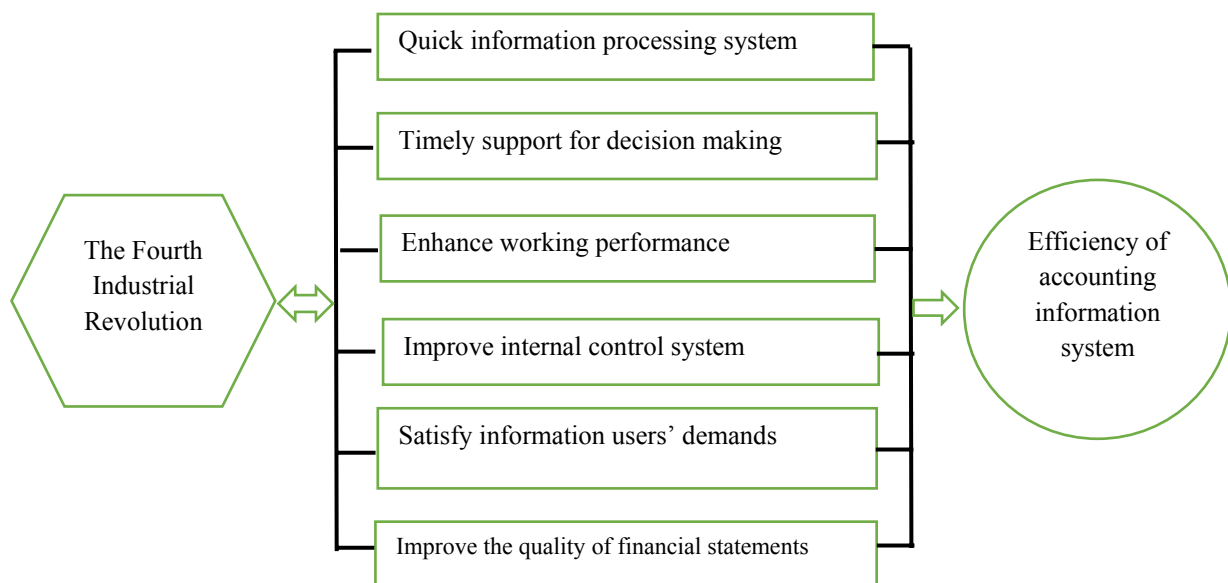 Quick information processing system
Timely support for decision making
The Fourth
Industrial
Revolution
Enhance working performance
Efficiency of
accounting
information
system
Improve internal control system
Satisfy information users’ demands
Improve the quality of financial statements